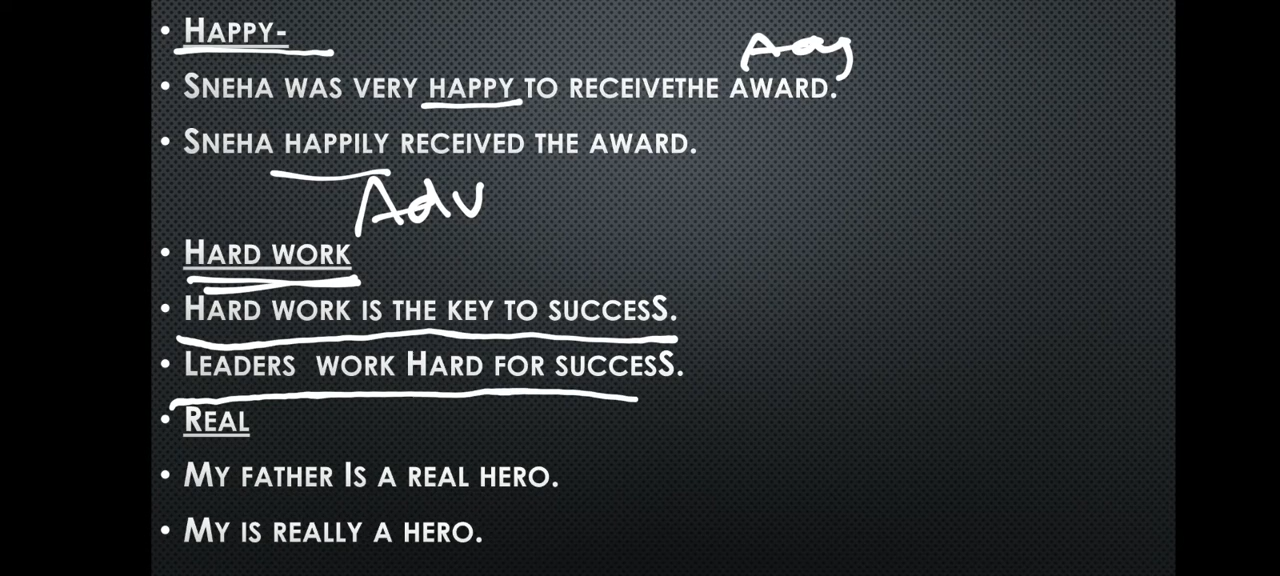 • HAPPY-
• SNEHA WAS VERY HAPPY TO RECEIVETHE AWARD.
• SNEHA HAPPILY RECEIVED THE AWARD.
Adv
• HARD WORK
• HARD WORK IS THE KEY TO SUCCESS.
• LEADERS WORK HARD FOR SUCCESS.
• REAL
• MY FATHER IS A REAL HERO.
• MY IS REALLY A HERO.